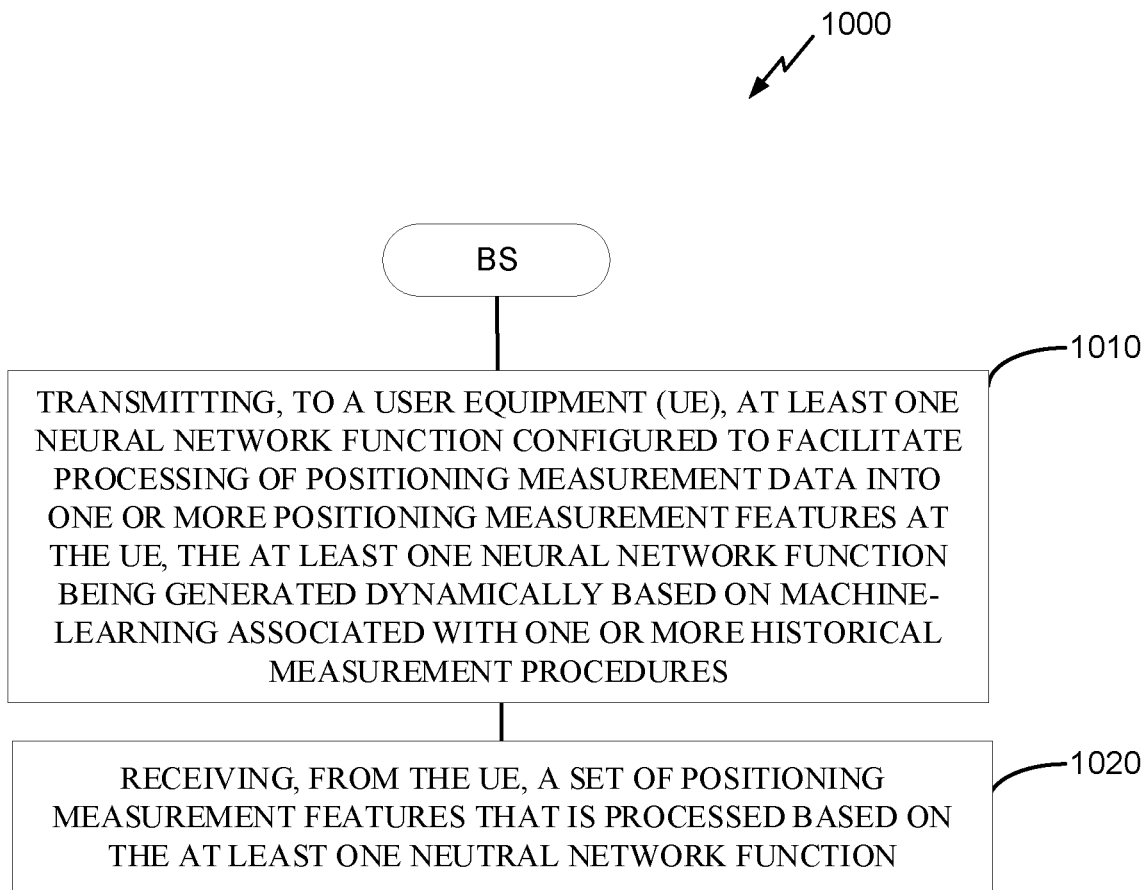 1000
BS
1010
TRANSMITTING, TO A USER EQUIPMENT (UE), AT LEAST ONE
NEURAL NETWORK FUNCTION CONFIGURED TO FACILITATE
PROCESSING OF POSITIONING MEASUREMENT DATA INTO
ONE OR MORE POSITIONING MEASUREMENT FEATURES AT
THE UE, THE AT LEAST ONE NEURAL NETWORK FUNCTION
BEING GENERATED DYNAMICALLY BASED ON MACHINE-
LEARNING ASSOCIATED WITH ONE OR MORE HISTORICAL
MEASUREMENT PROCEDURES
1020
RECEIVING, FROM THE UE, A SET OF POSITIONING
MEASUREMENT FEATURES THAT IS PROCESSED BASED ON
THE AT LEAST ONE NEUTRAL NETWORK FUNCTION